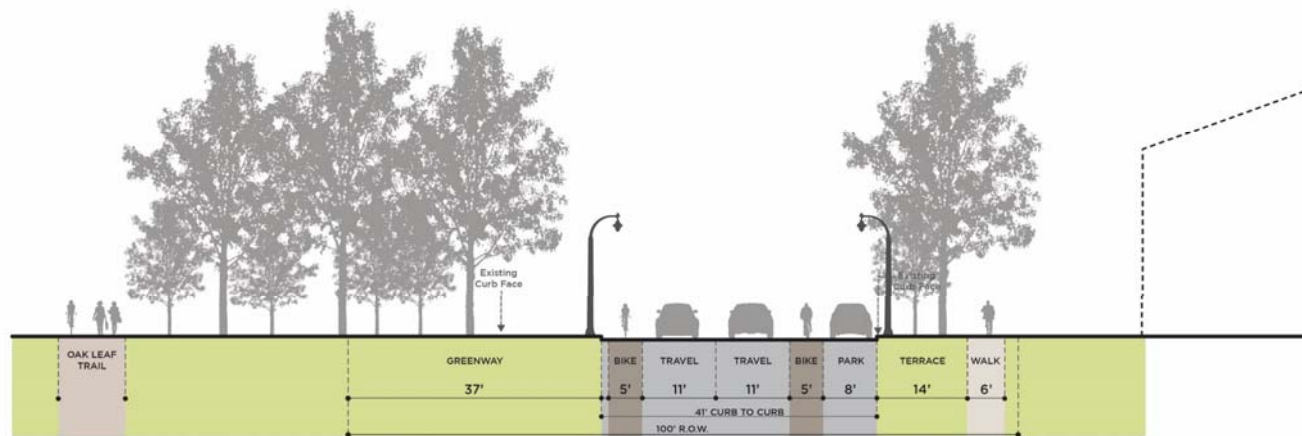 Existing
Curb Face
Existing
Curb Face
OAK LEAF
TRAIL
GREENWAY
37'
BIKE
5'
TRAVEL
11'
TRAVEL
11'
BIKE
5'
PARK
8'
TERRACE
14'
WALK
6'
41' CURB TO CURB
100' R.O.W.